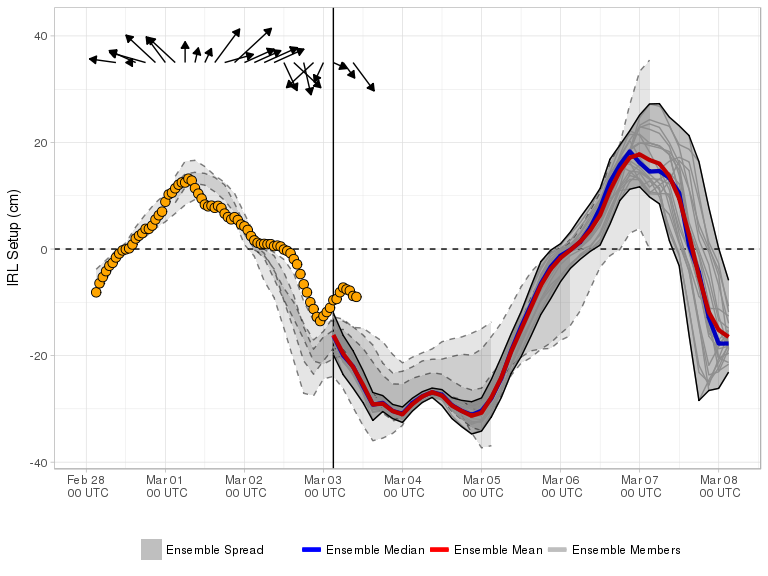 IRL Setup (cm)
40
20
0
-20
-40
Feb 28 Mar 01 Mar 02 Mar 03 Mar 04 Mar 05 Mar 06 Mar 07 Mar 08
00 UTC 00 UTC 00 UTC 00 UTC 00 UTC 00 UTC 00 UTC 00 UTC 00 UTC
Ensemble Spread Ensemble Median Ensemble Mean Ensemble Members